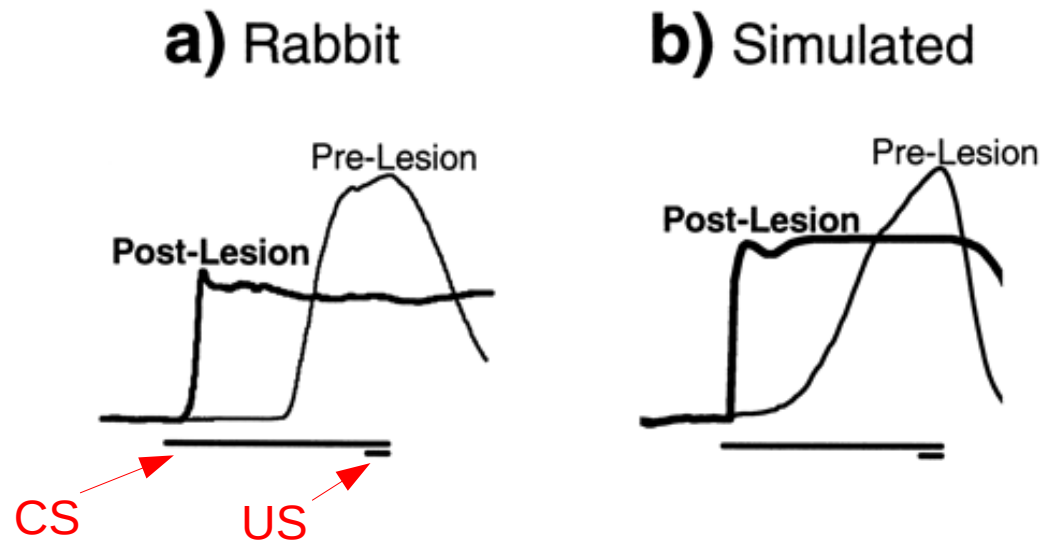 a) Rabbit
b) Simulated
Pre-Lesion
Post-Lesion
Pre-Lesion
Post-Lesion
CS
US